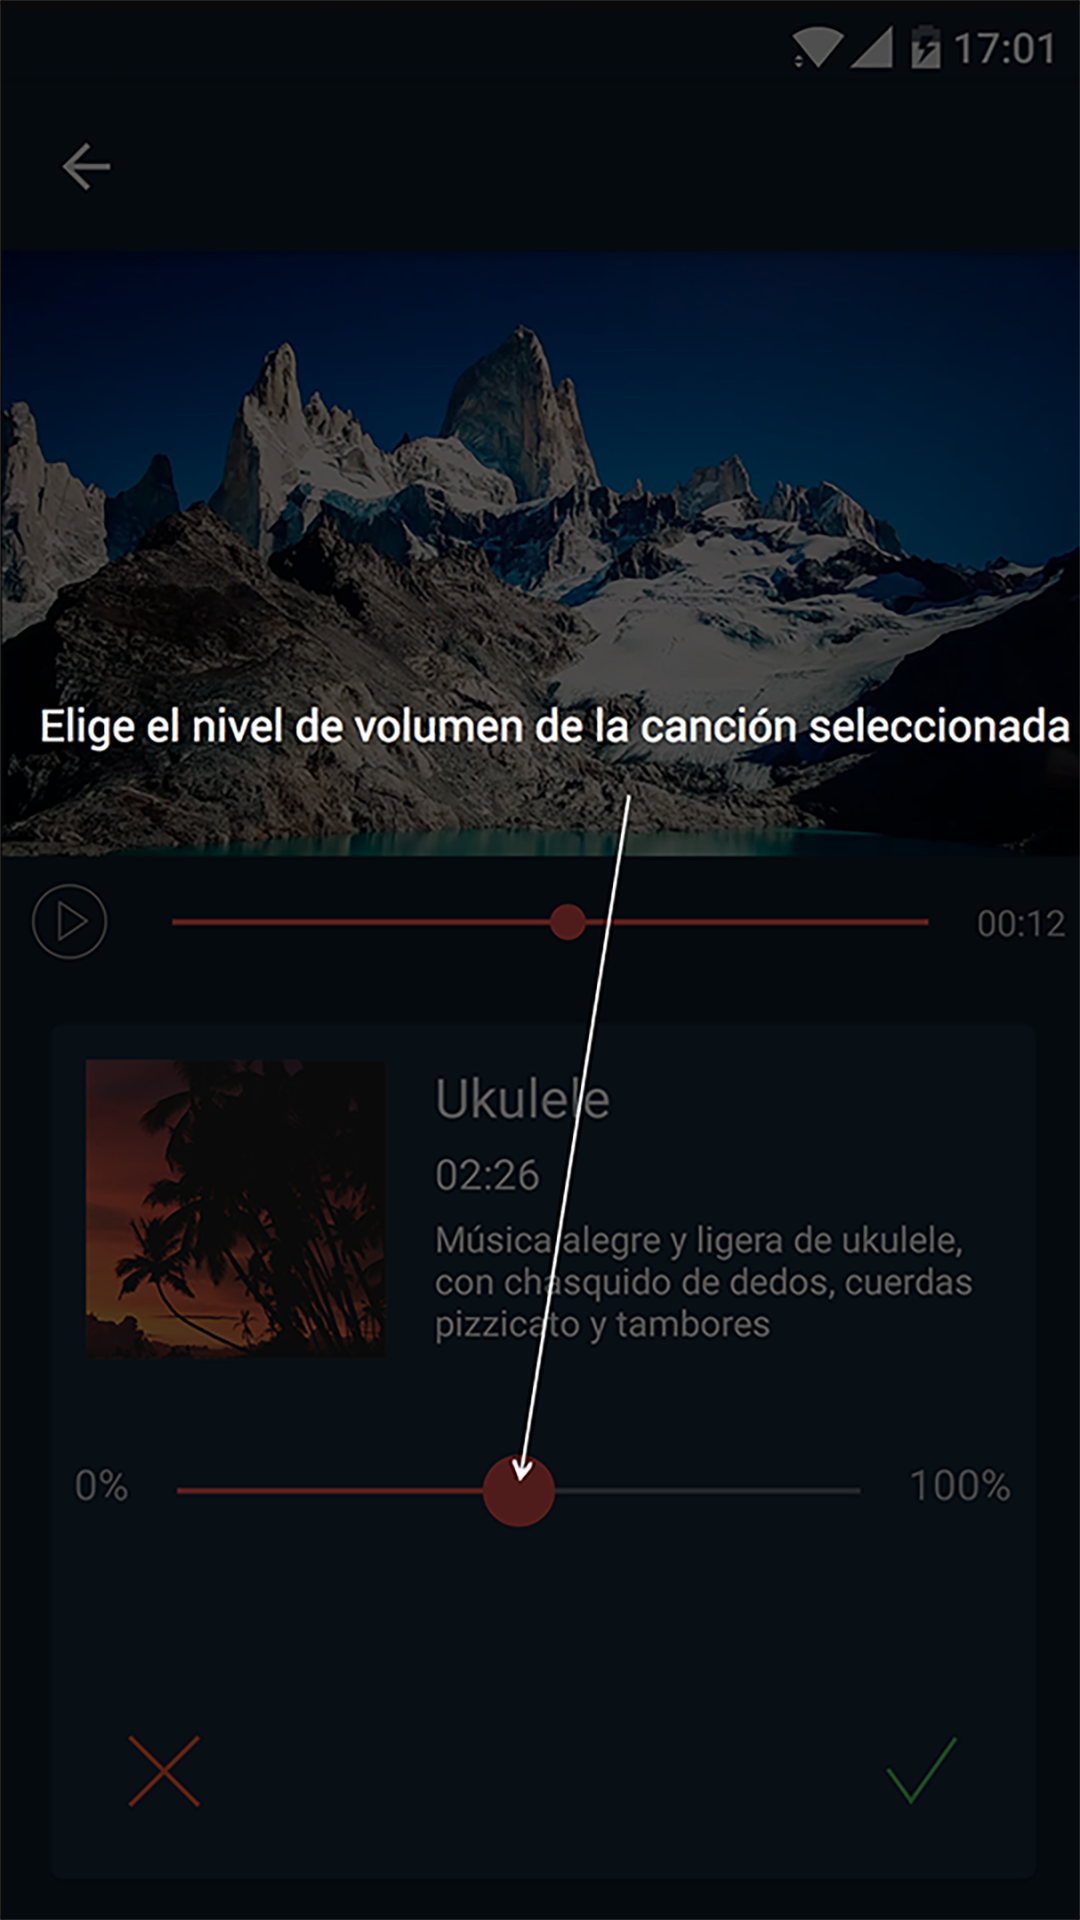 17:01
Elige el nivel de volumen de la canción seleccionada
00:12
Ukulele
02:26
Música alegre y ligera de ukulele,
con chasquido de dedos, cuerdas
pizzicato y tambores
0% 100%